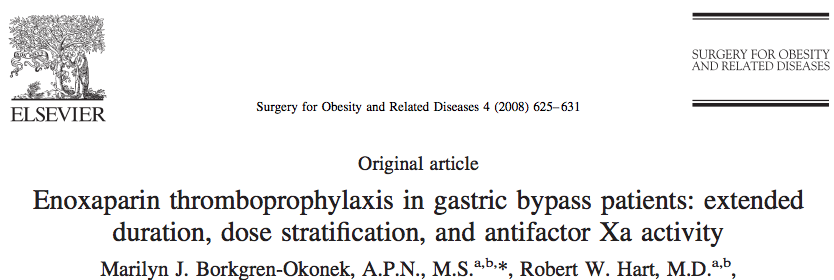 ELSEVIER
SURGERY FOR OBESITY
AND RELATED DISEASES
Surgery for Obesity and Related Diseases 4 (2008) 625–631
Original article
Enoxaparin thromboprophylaxis in gastric bypass patients: extended
duration, dose stratification, and antifactor Xa activity
Marilyn J. Borkgren-Okonek, A.P.N., M.S.a,b,*, Robert W. Hart, M.D.a,b,